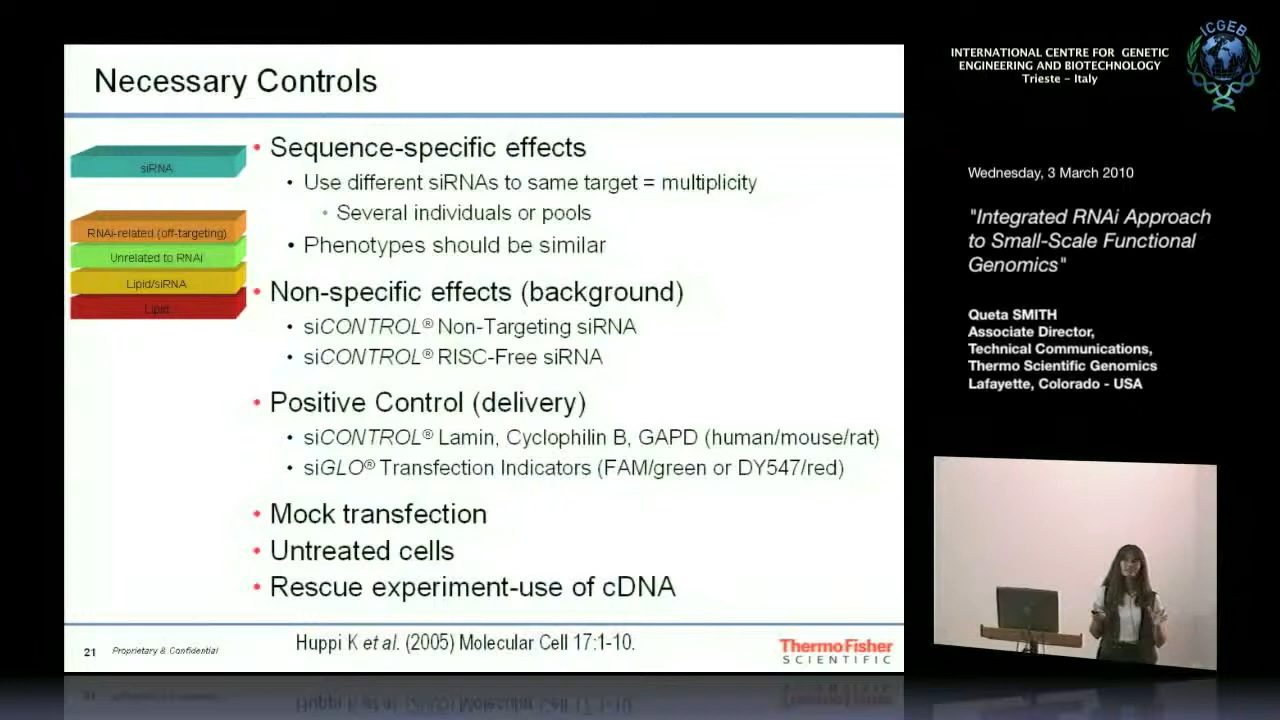 Necessary Controls
siRNA
RNAi-related (off-targeting)
Unrelated to RNAi
Lipid/siRNA
Lipid
• Sequence-specific effects
• Use different siRNAs to same target = multiplicity
• Several individuals or pools
• Phenotypes should be similar
• Non-specific effects (background)
• siCONTROL® Non-Targeting siRNA
• siCONTROL® RISC-Free siRNA
• Positive Control (delivery)
• siCONTROL® Lamin, Cyclophilin B, GAPD (human/mouse/rat)
• siGLO® Transfection Indicators (FAM/green or DY547/red)
• Mock transfection
• Untreated cells
• Rescue experiment-use of cDNA
21 Proprietary & Confidential
Huppi K et al. (2005) Molecular Cell 17:1-10.
ThermoFisher
SCIENTIFIC
INTERNATIONAL CENTRE FOR GENETIC
ENGINEERING AND BIOTECHNOLOGY
Trieste - Italy
ICGEB
Wednesday, 3 March 2010
"Integrated RNAi Approach
to Small-Scale Functional
Genomics"
Queta SMITH
Associate Director,
Technical Communications,
Thermo Scientific Genomics
Lafayette, Colorado - USA